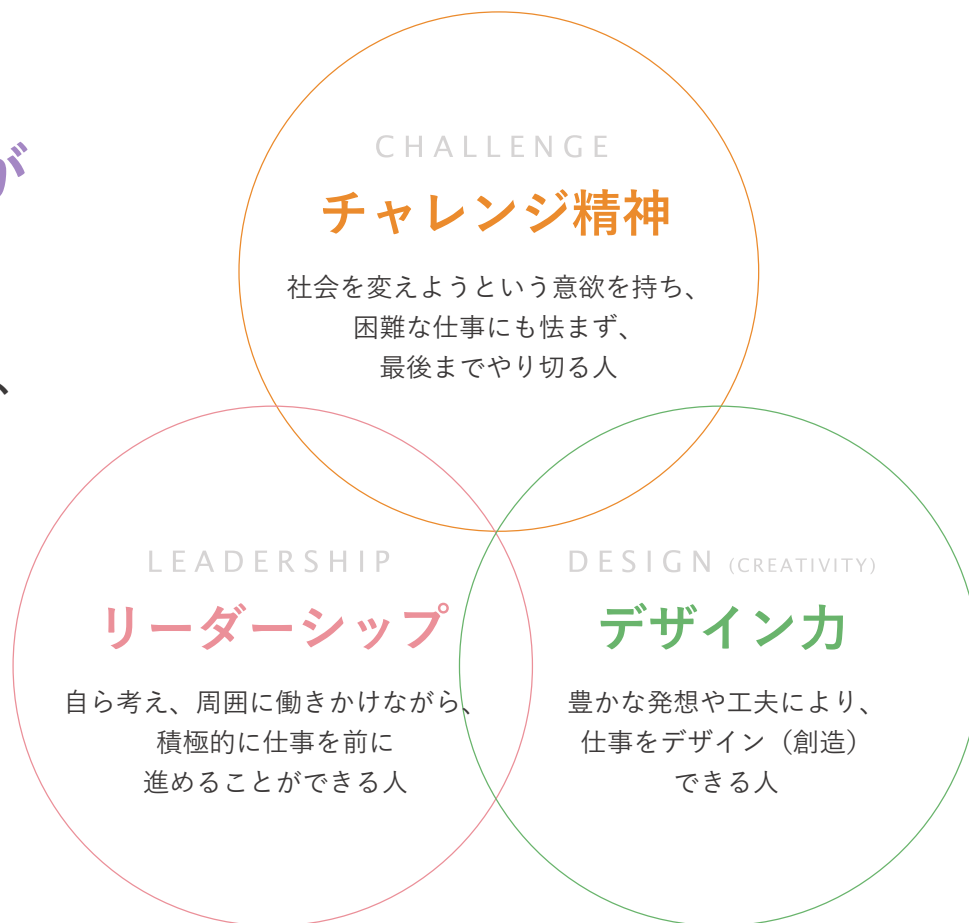 が
、
CHALLENGE
チャレンジ精神
社会を変えようという意欲を持ち、
困難な仕事にも怯まず、
最後までやり切る人
LEADERSHIP
リーダーシップ
自ら考え、周囲に働きかけながら、
積極的に仕事を前に
進めることができる人
DESIGN (CREATIVITY)
デザイン力
豊かな発想や工夫により、
仕事をデザイン（創造）
できる人